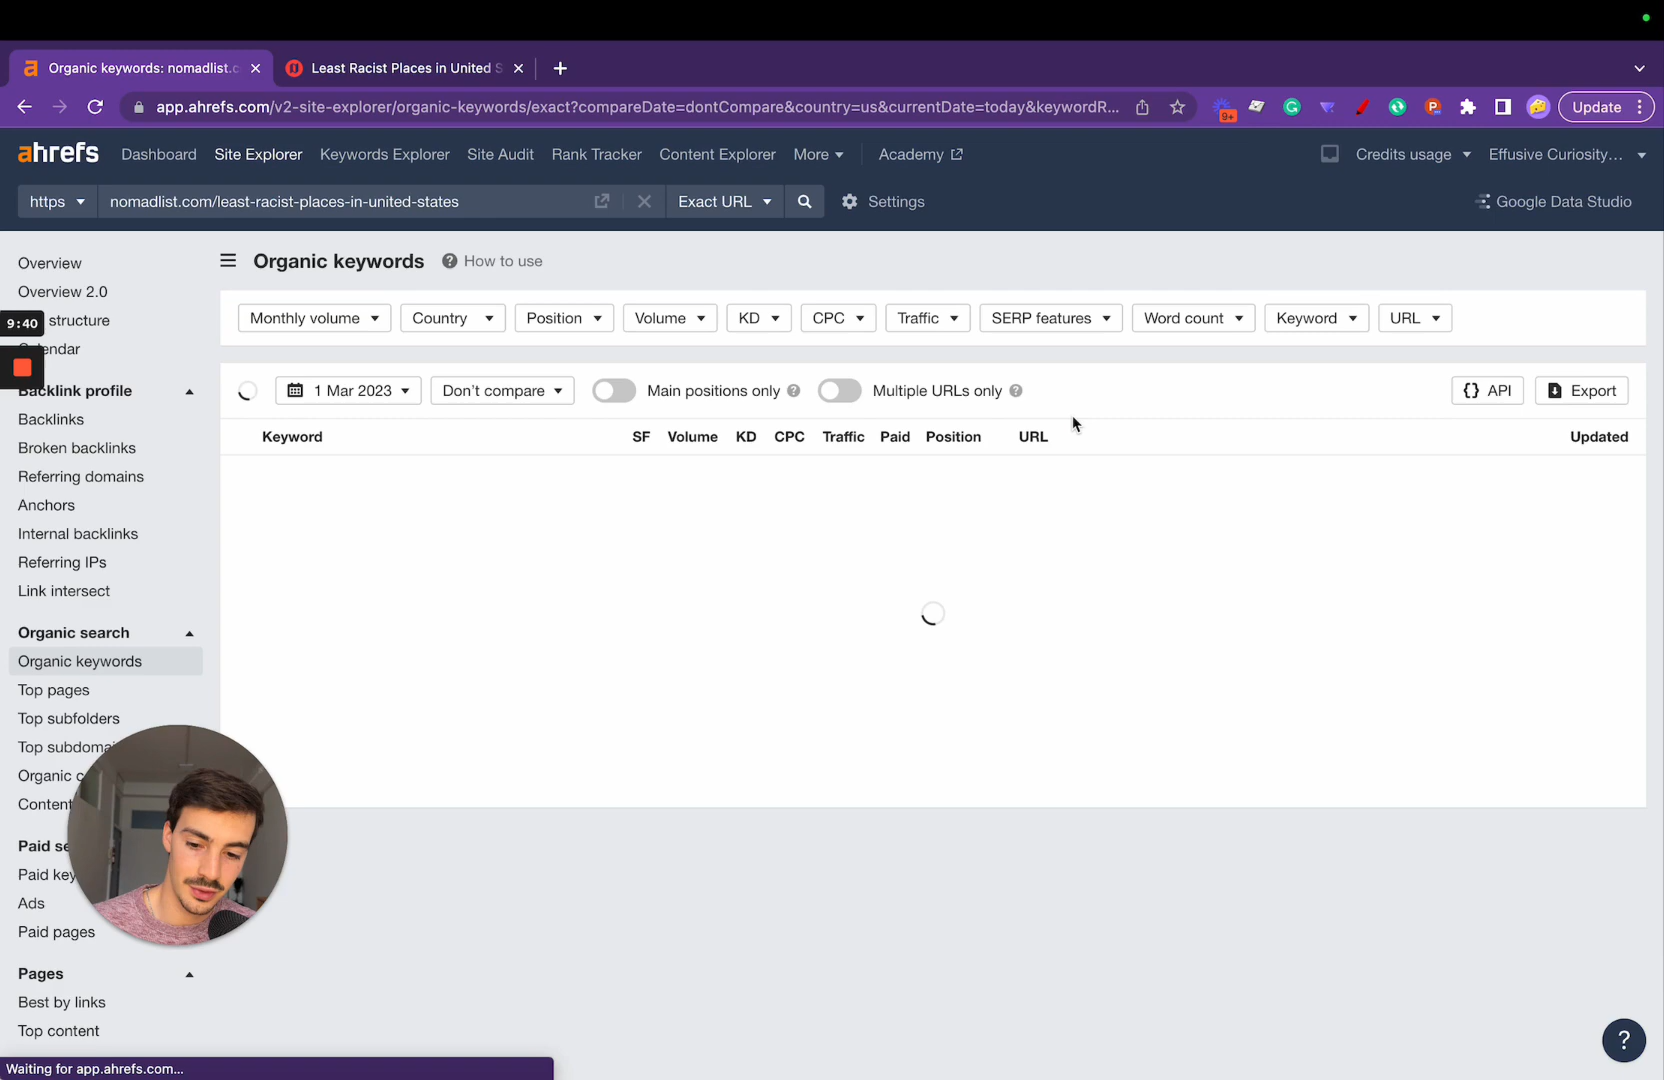 Organic keywords: nomadlist.c
Least Racist Places in United S
app.ahrefs.com/v2-site-explorer/organic-keywords/exact?compareDate=dontCompare&country=us&currentDate=today&keywordR...
9+
Update
ahrefs
Dashboard
Site Explorer
Keywords Explorer
Site Audit
Rank Tracker
Content Explorer
More
Academy
Credits usage
Effusive Curiosity...
https
nomadlist.com/least-racist-places-in-united-states
Exact URL
Settings
Google Data Studio
Overview
Overview 2.0
structure
endar
9:40
Backlink profile
Backlinks
Broken backlinks
Referring domains
Anchors
Internal backlinks
Referring IPs
Link intersect
Organic search
Organic keywords
Top pages
Top subfolders
Top subdoma
Organic c
Content
Paid se
Paid key
Ads
Paid pages
Pages
Best by links
Top content
Organic keywords
How to use
Monthly volume
Country
Position
Volume
KD
CPC
Traffic
SERP features
Word count
Keyword
URL
1 Mar 2023
Don't compare
Main positions only
Multiple URLs only
API
Export
Keyword SF Volume KD CPC Traffic Paid Position URL Updated
Waiting for app.ahrefs.com...
?